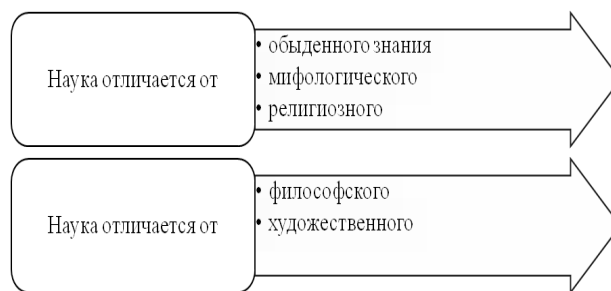 Наука отличается от
• обыденного знания
• мифологического
• религиозного
Наука отличается от
• философского
• художественного